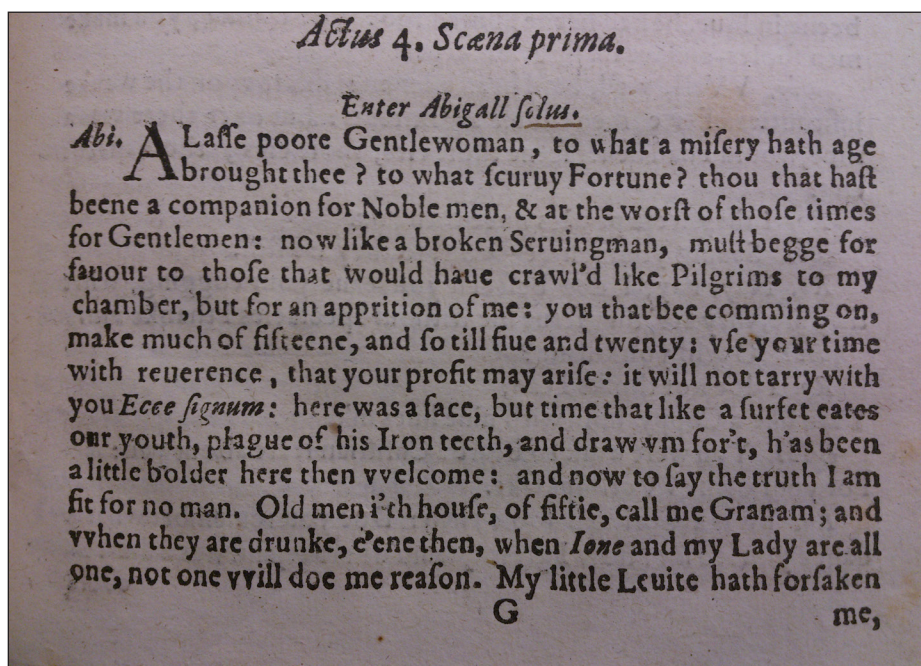 Actus 4. Scæna prima.
Enter Abigall ſolus.
Abi. ALaſſe poore Gentlewoman, to what a miſery hath age
brought thee? to what ſcuruy Fortune? thou that haſt
beene a companion for Noble men, & at the worſt of thoſe times
for Gentlemen: now like a broken Seruingman, muſt begge for
fauour to thoſe that would haue crawl'd like Pilgrims to my
chamber, but for an apprition of me: you that bee comming on,
make much of fifteene, and ſo till fiue and twenty: vſe your time
with reuerence, that your profit may ariſe: it will not tarry with
you Ecee ſignum: here was a face, but time that like a ſurfet eates
our youth, plague of his Iron teeth, and draw vm for't, h'as been
a little bolder here then vvelcome: and now to ſay the truth I am
fit for no man. Old men i'th houſe, of fiftie, call me Granam; and
vvhen they are drunke, e'ene then, when Ione and my Lady are all
one, not one vvill doe me reaſon. My little Leuite hath forſaken
G me,